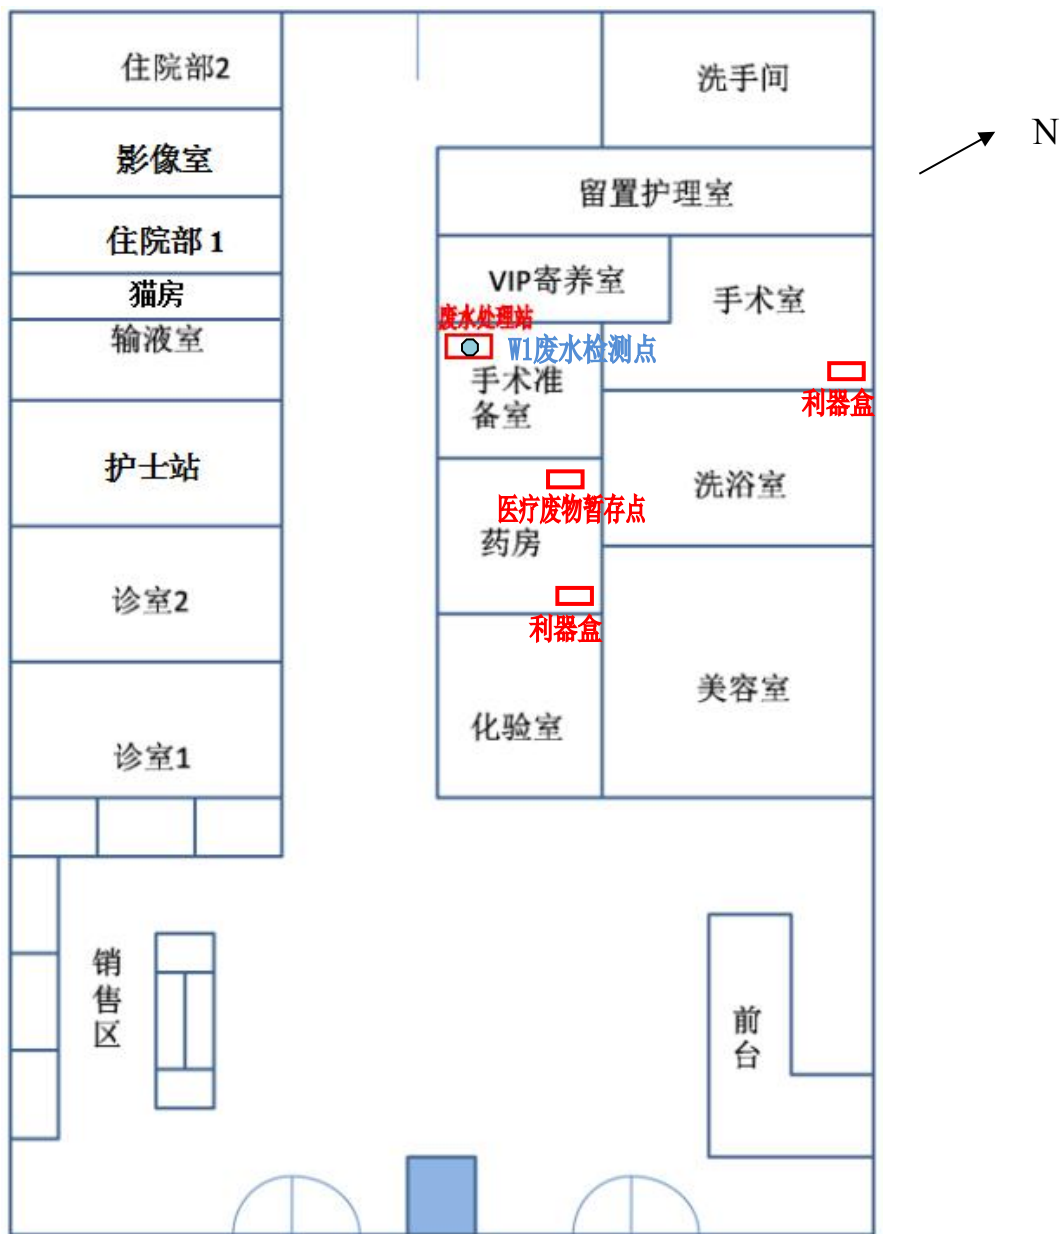 住院部2
洗手间
N
影像室
留置护理室
住院部 1
VIP寄养室
手术室
猫房
废水处理站
输液室
W1废水检测点
手术准
备室
利器盒
护士站
洗浴室
医疗废物暂存点
药房
诊室2
利器盒
美容室
化验室
诊室1
销
售
区
前
台